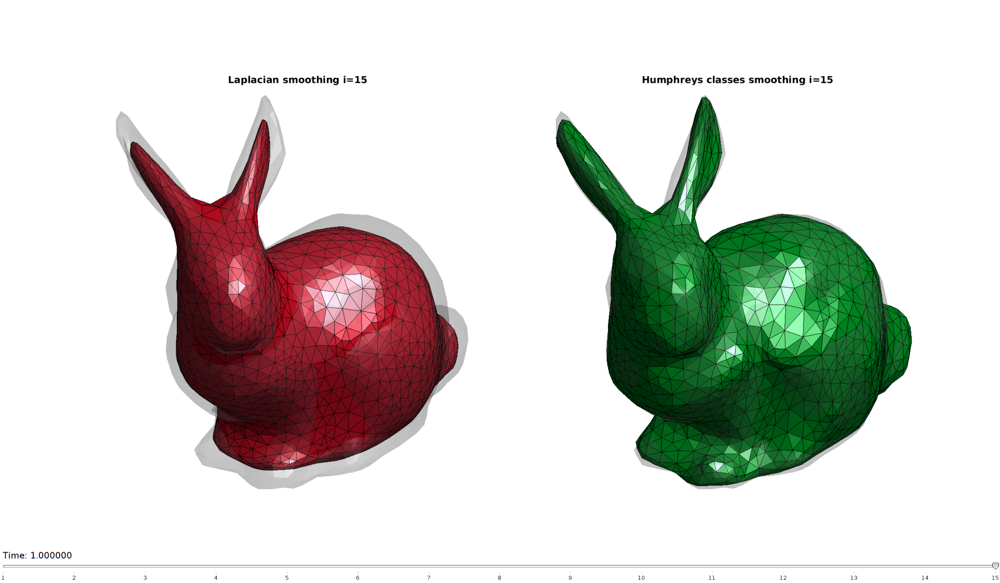 Laplacian smoothing i=15
Humphreys classes smoothing i=15
Time: 1.000000
1 2 3 4 5 6 7 8 9 10 11 12 13 14 15